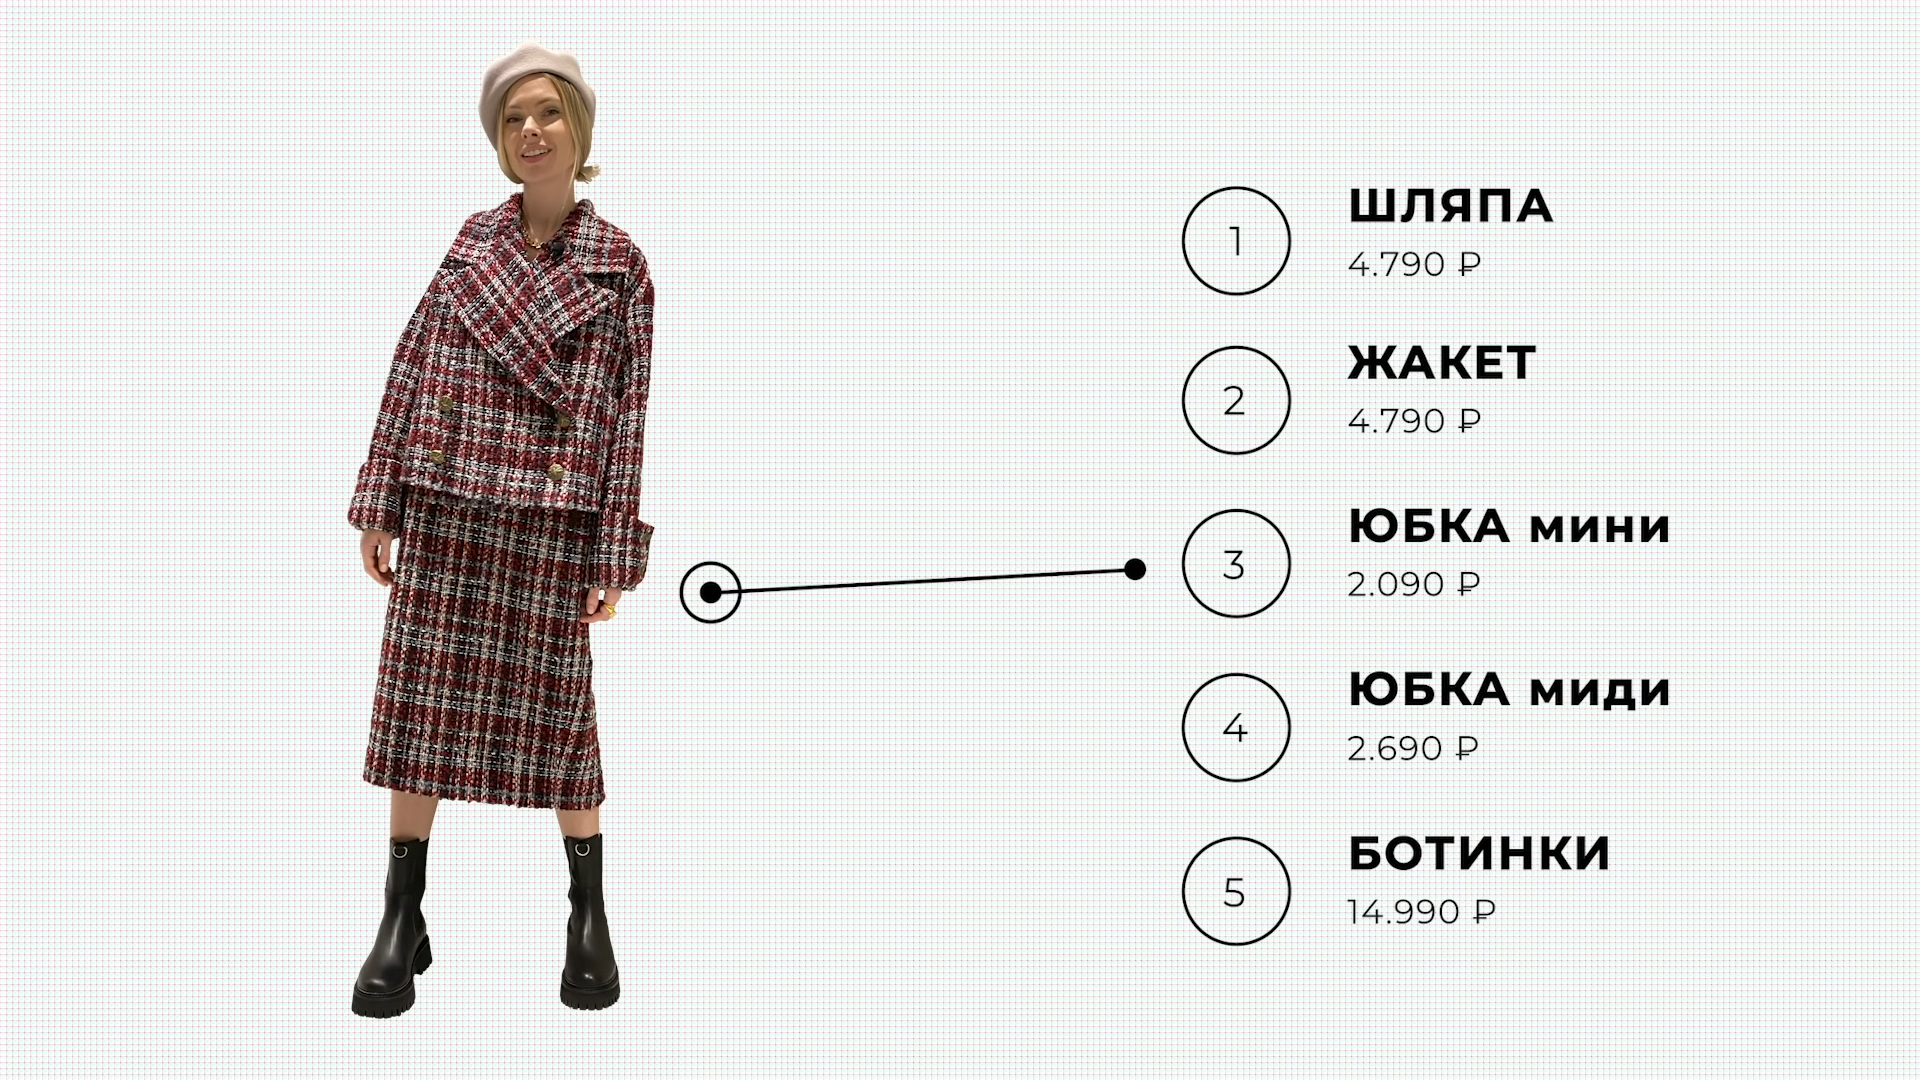 1
ШЛЯПА
4.790 ₽
2
ЖАКЕТ
4.790 ₽
3
ЮБКА мини
2.090 ₽
4
ЮБКА миди
2.690 ₽
5
БОТИНКИ
14.990 ₽